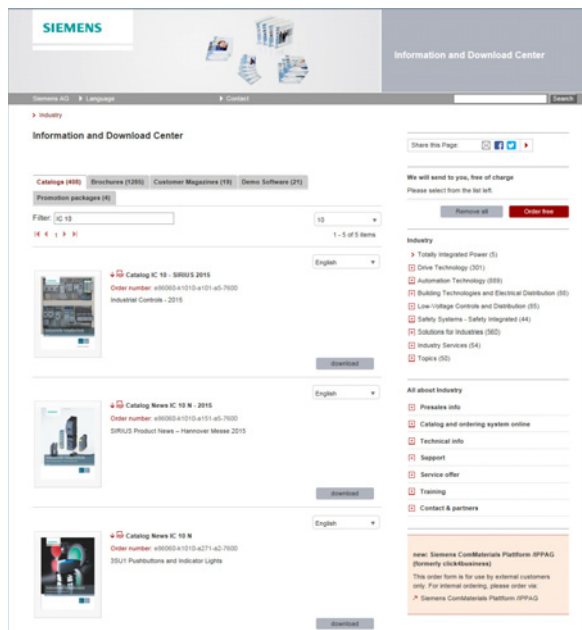 SIEMENS
Information and Download Center
Siemens AG
Language
Contact
Search
Industry
Information and Download Center
Catalogs (408) Brochures (1285) Customer Magazines (19) Demo Software (21)
Promotion packages (4)
Filter: IC 10
10
1
1 - 5 of 5 items
English
Catalog IC 10 - SIRIUS 2015
Order number: e86060-k1010-a101-a5-7600
Industrial Controls - 2015
download
English
Catalog News IC 10 N - 2015
Order number: e86060-k1010-a151-a5-7600
SIRIUS Product News – Hannover Messe 2015
download
English
Catalog News IC 10 N
Order number: e86060-k1010-a271-a2-7600
3SU1 Pushbuttons and Indicator Lights
download
Share this Page:
We will send to you, free of charge
Please select from the list left.
Remove all
Order free
Industry
Totally Integrated Power (5)
Drive Technology (301)
Automation Technology (889)
Building Technologies and Electrical Distribution (88)
Low-Voltage Controls and Distribution (85)
Safety Systems - Safety Integrated (44)
Solutions for Industries (560)
Industry Services (54)
Topics (50)
All about Industry
Presales info
Catalog and ordering system online
Technical info
Support
Service offer
Training
Contact & partners
new: Siemens ComMaterials Plattform /IPPAG
(formerly click4business)
This order form is for use by external customers
only. For internal ordering, please order via:
Siemens ComMaterials Plattform /IPPAG